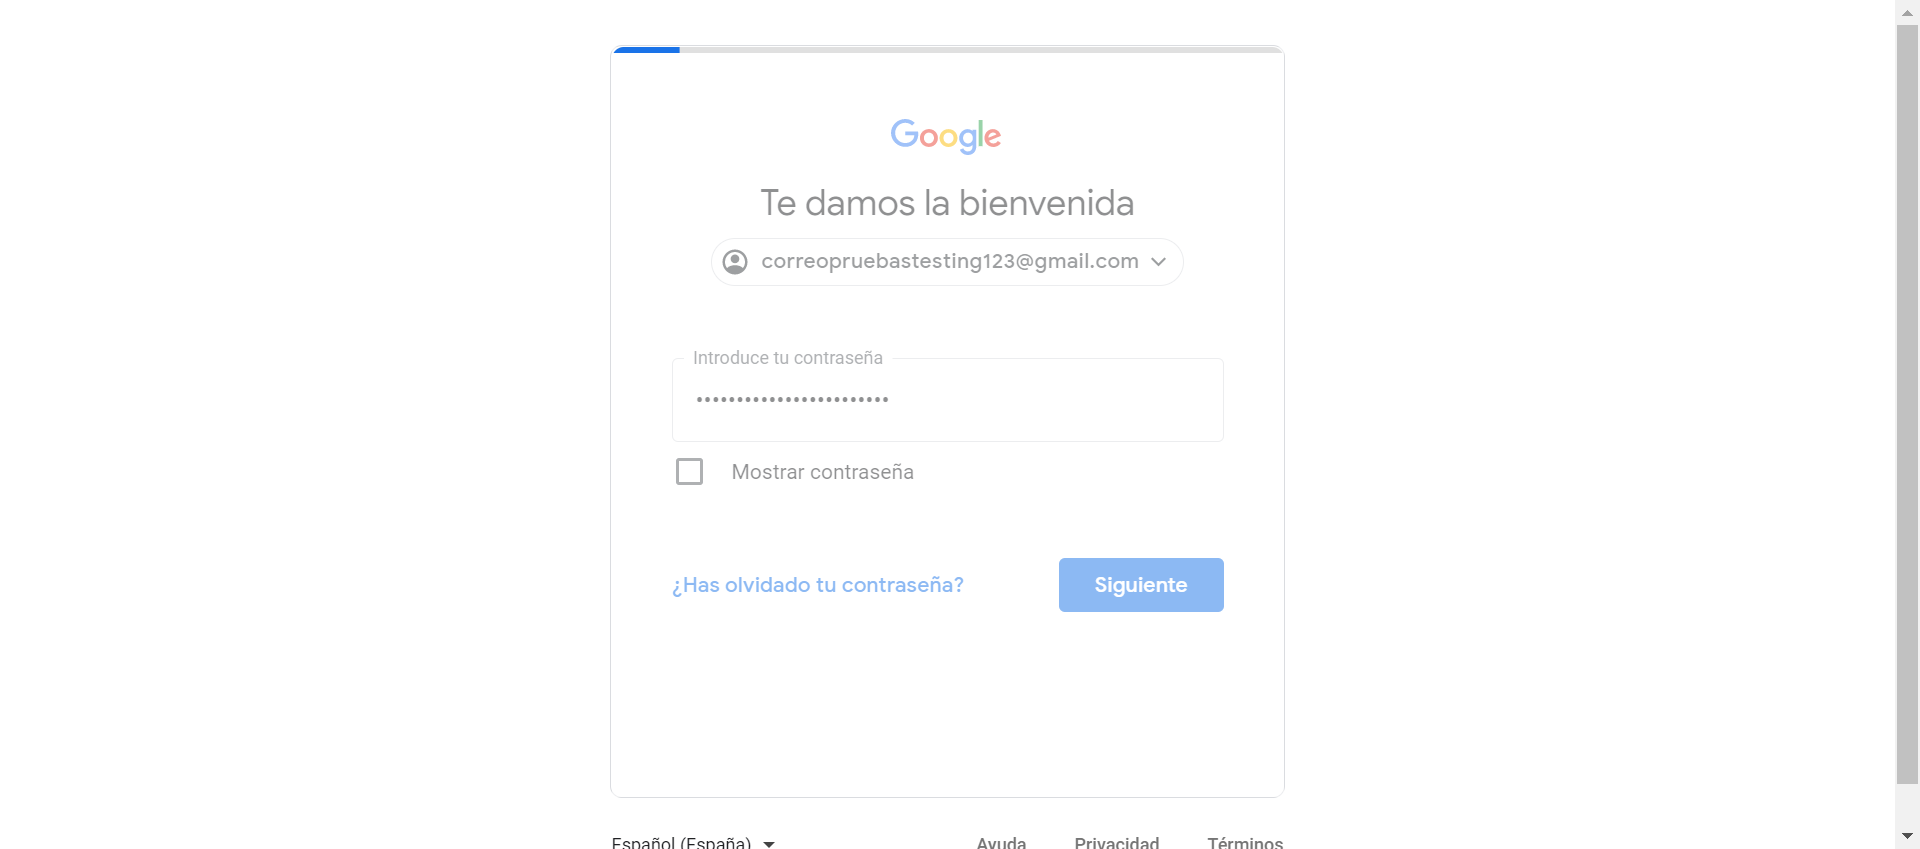 Google
Te damos la bienvenida
correopruebastesting123@gmail.com
Introduce tu contraseña
••••••••••••••••••••••••
Mostrar contraseña
¿Has olvidado tu contraseña?
Siguiente
Español (España)
Ayuda
Privacidad
Términos